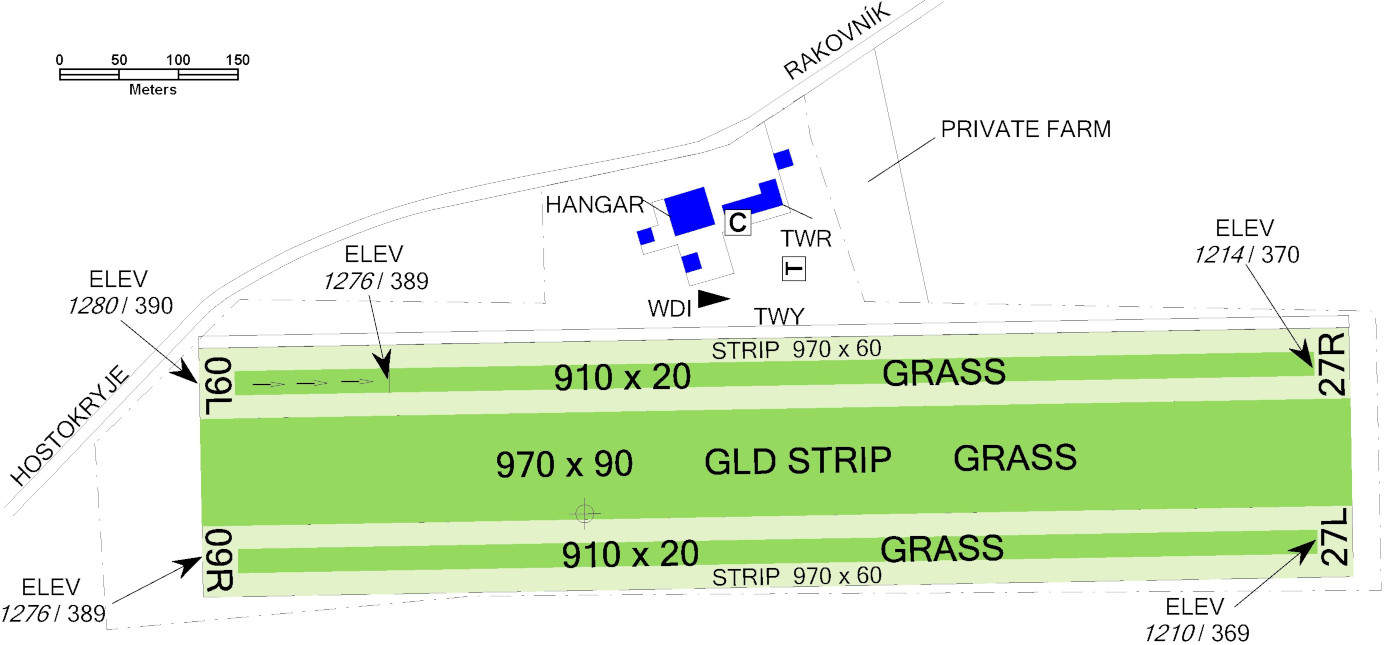 RAKOVNÍK
0 50 100 150
Meters
PRIVATE FARM
HANGAR
C
TWR
T
ELEV
1214 / 370
ELEV
1276 / 389
ELEV
1280 / 390
WDI
TWY
HOSTOKRYJE
STRIP 970 x 60
09L
910 x 20 GRASS
27R
970 x 90 GLD STRIP GRASS
09R
910 x 20 GRASS
27L
STRIP 970 x 60
ELEV
1276 / 389
ELEV
1210 / 369